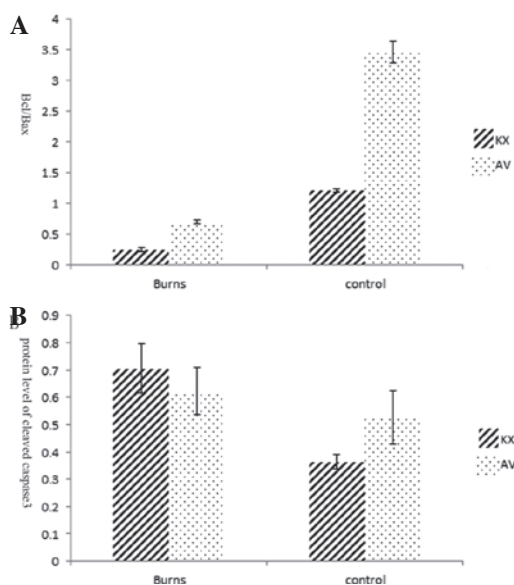 A
4
3.5
3
2.5
2
1.5
1
0.5
0
Bcl/Bax
Burns
control
KX
AV
B
0.9
0.8
0.7
0.6
0.5
0.4
0.3
0.2
0.1
0
protein level of cleaved caspase3
Burns
control
KX
AV